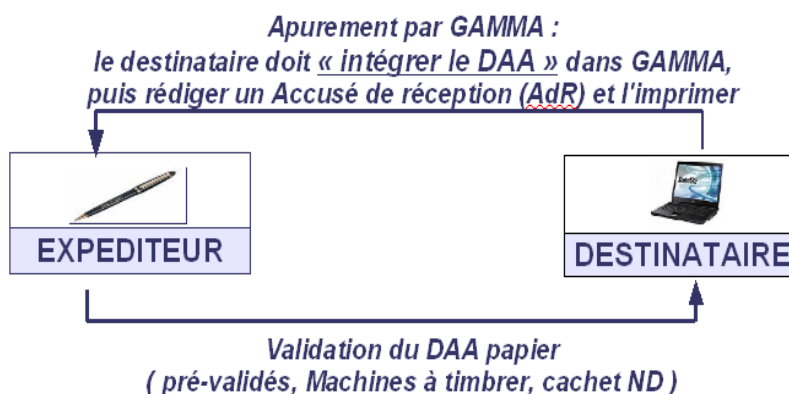 Apurement par GAMMA :
le destinataire doit « intégrer le DAA » dans GAMMA,
puis rédiger un Accusé de réception (AdR) et l'imprimer
EXPEDITEUR
DESTINATAIRE
Validation du DAA papier
( pré-validés, Machines à timbrer, cachet ND )